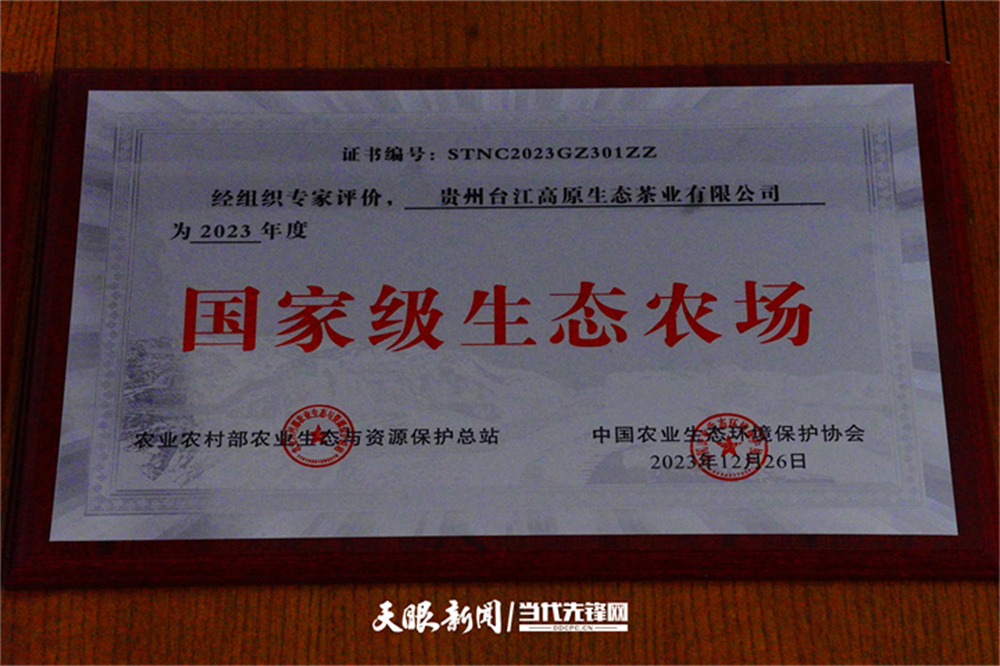 证书编号：STNC2023GZ301ZZ
经组织专家评价，贵州台江高原生态茶业有限公司
为 2023 年度
国家级生态农场
农业农村部农业生态与资源保护总站
中国农业生态环境保护协会
2023年12月26日
天眼新闻/当代先锋网
DDCPC.CN